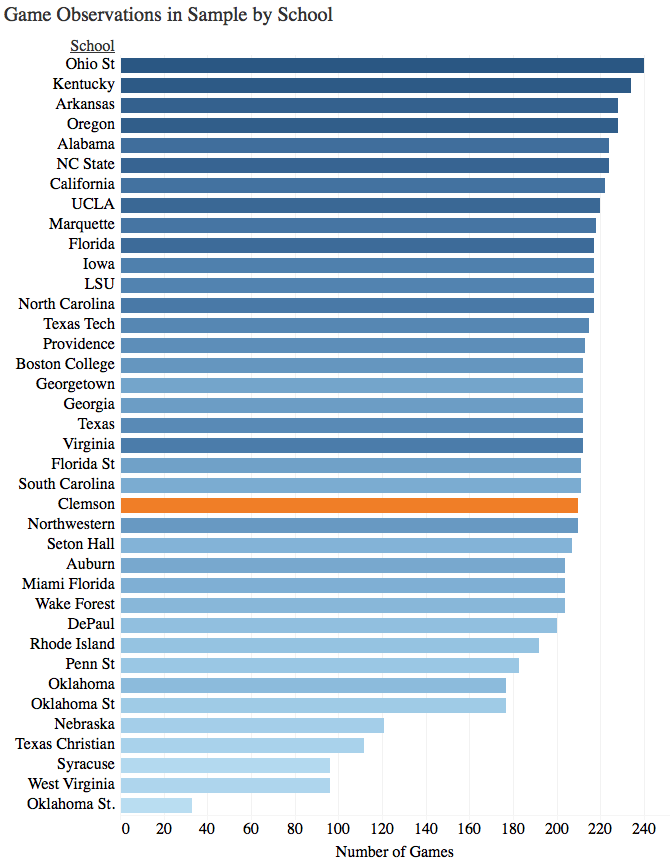 Game Observations in Sample by School
School
Ohio St
Kentucky
Arkansas
Oregon
Alabama
NC State
California
UCLA
Marquette
Florida
Iowa
LSU
North Carolina
Texas Tech
Providence
Boston College
Georgetown
Georgia
Texas
Virginia
Florida St
South Carolina
Clemson
Northwestern
Seton Hall
Auburn
Miami Florida
Wake Forest
DePaul
Rhode Island
Penn St
Oklahoma
Oklahoma St
Nebraska
Texas Christian
Syracuse
West Virginia
Oklahoma St.
0 20 40 60 80 100 120 140 160 180 200 220 240
Number of Games